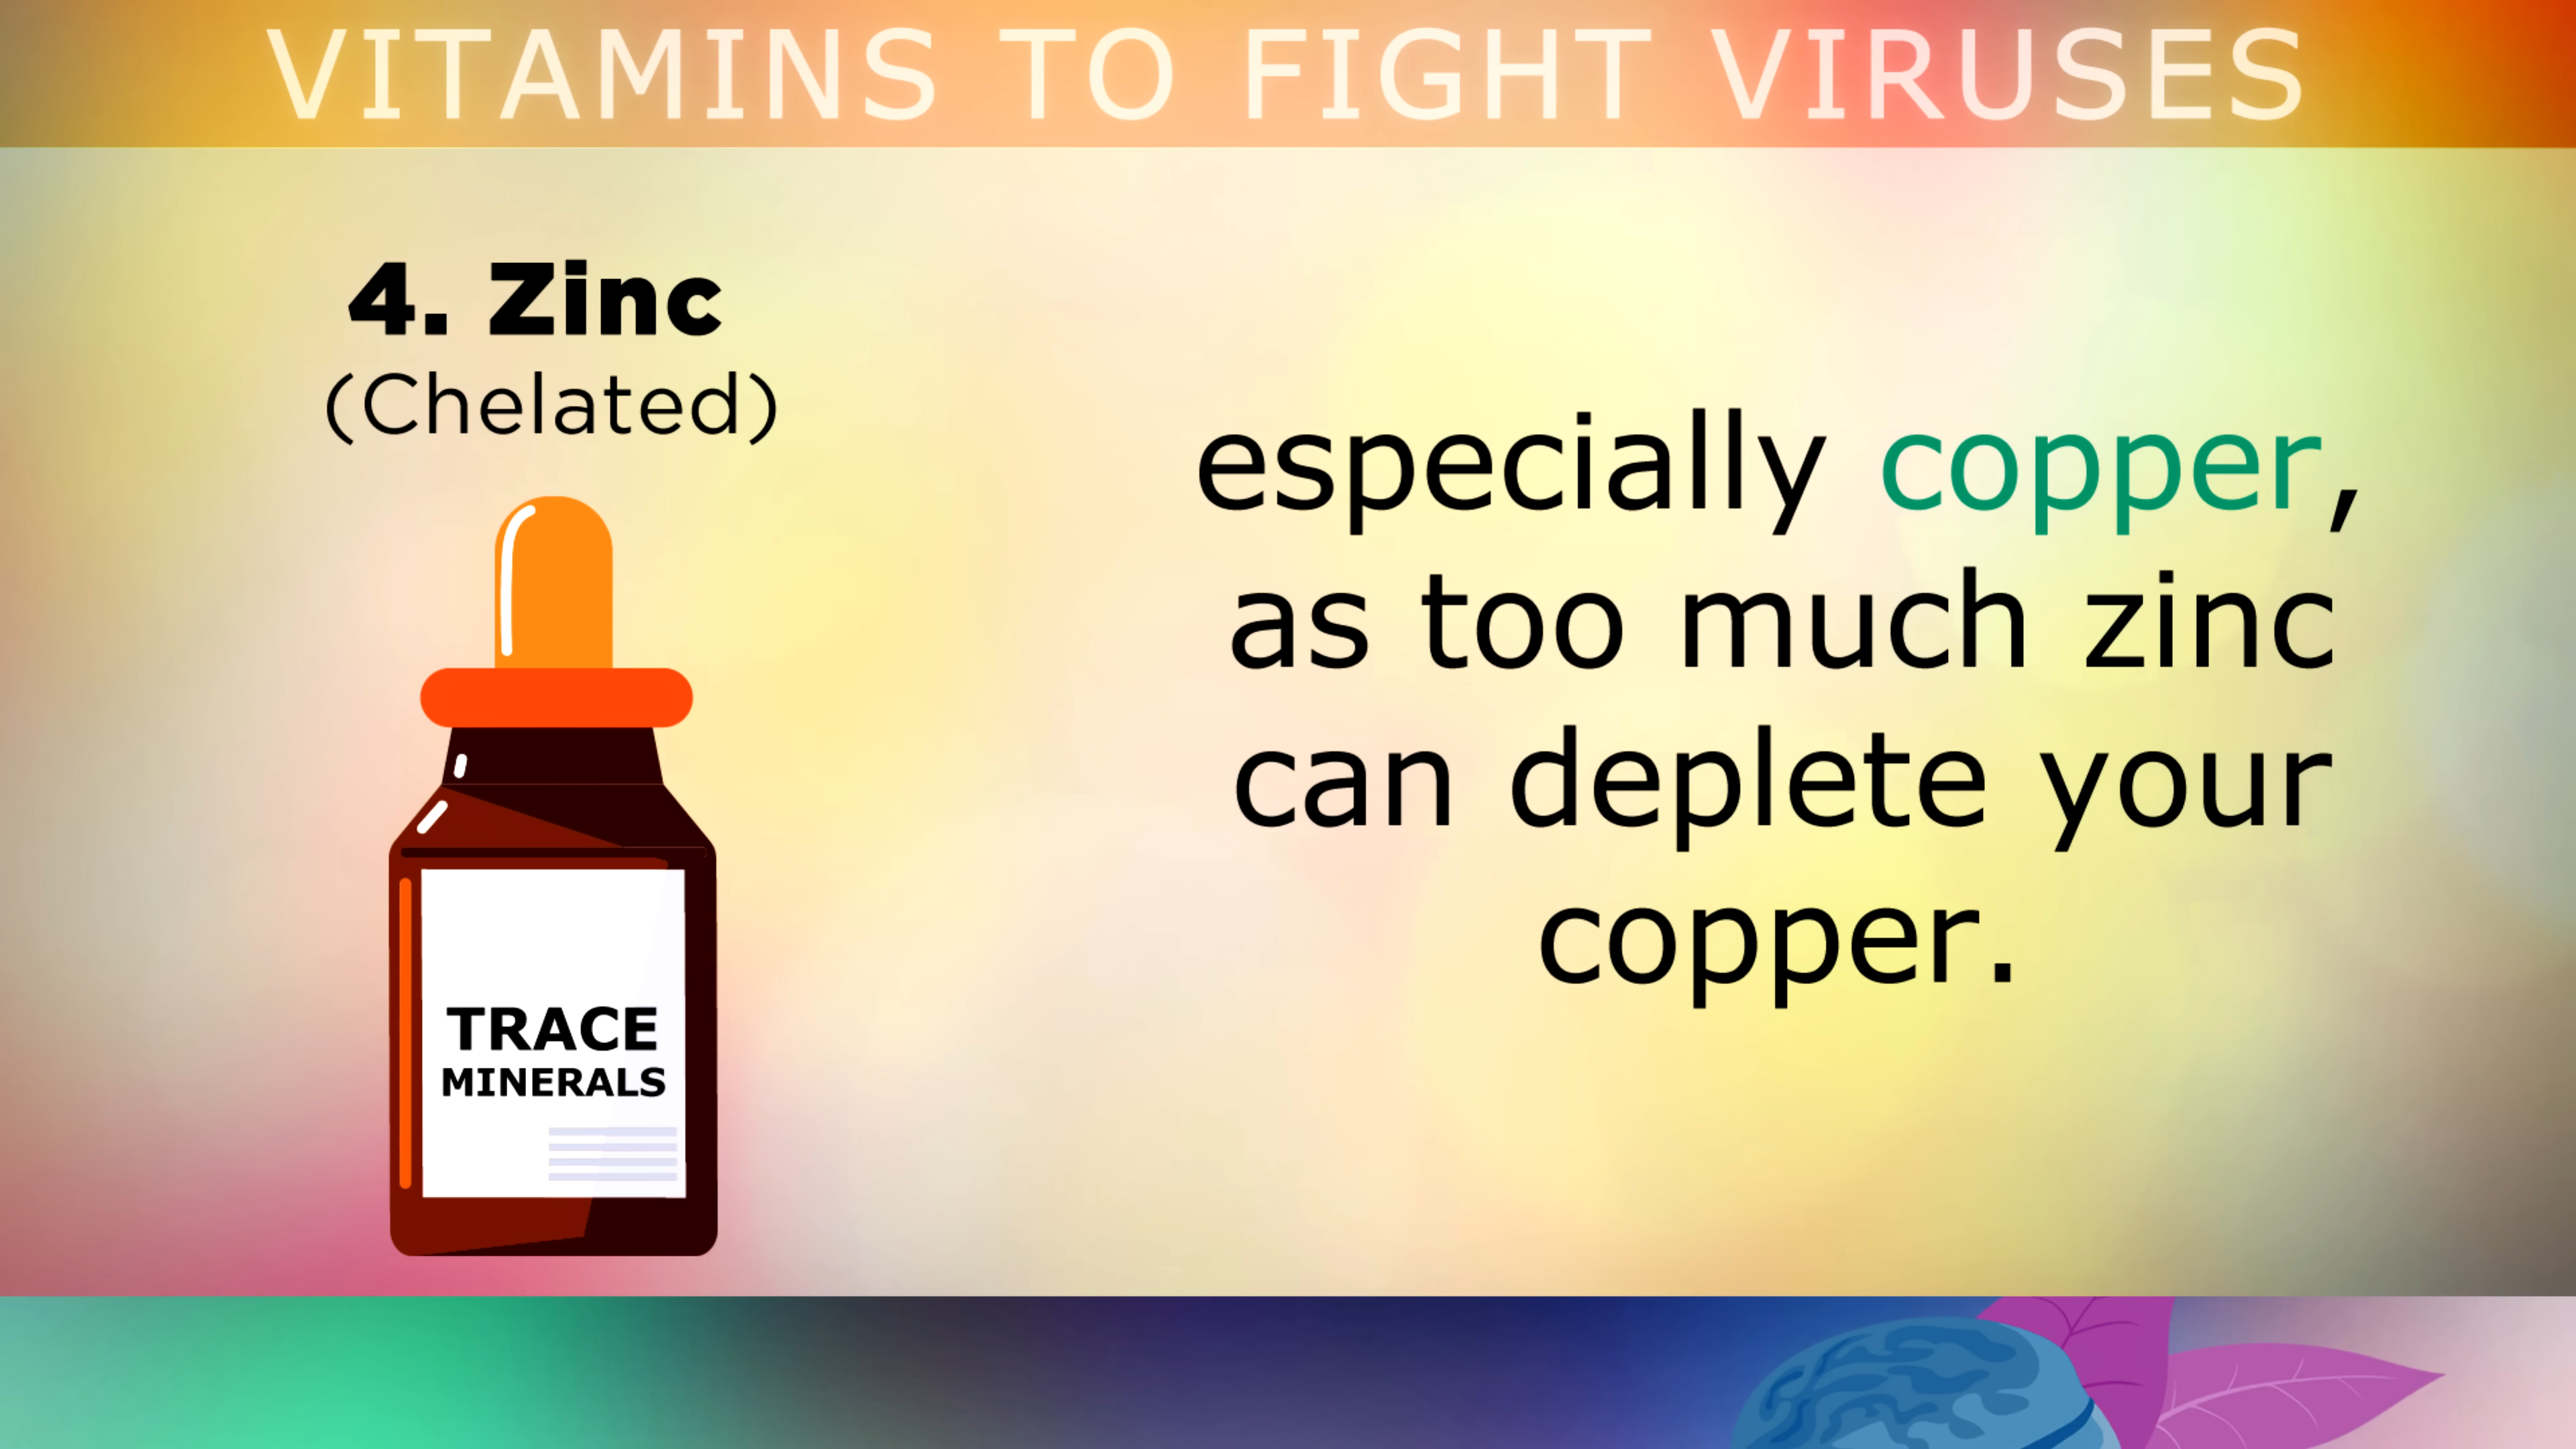 VITAMINS TO FIGHT VIRUSES
4. Zinc
(Chelated)
TRACE
MINERALS
especially copper,
as too much zinc
can deplete your
copper.